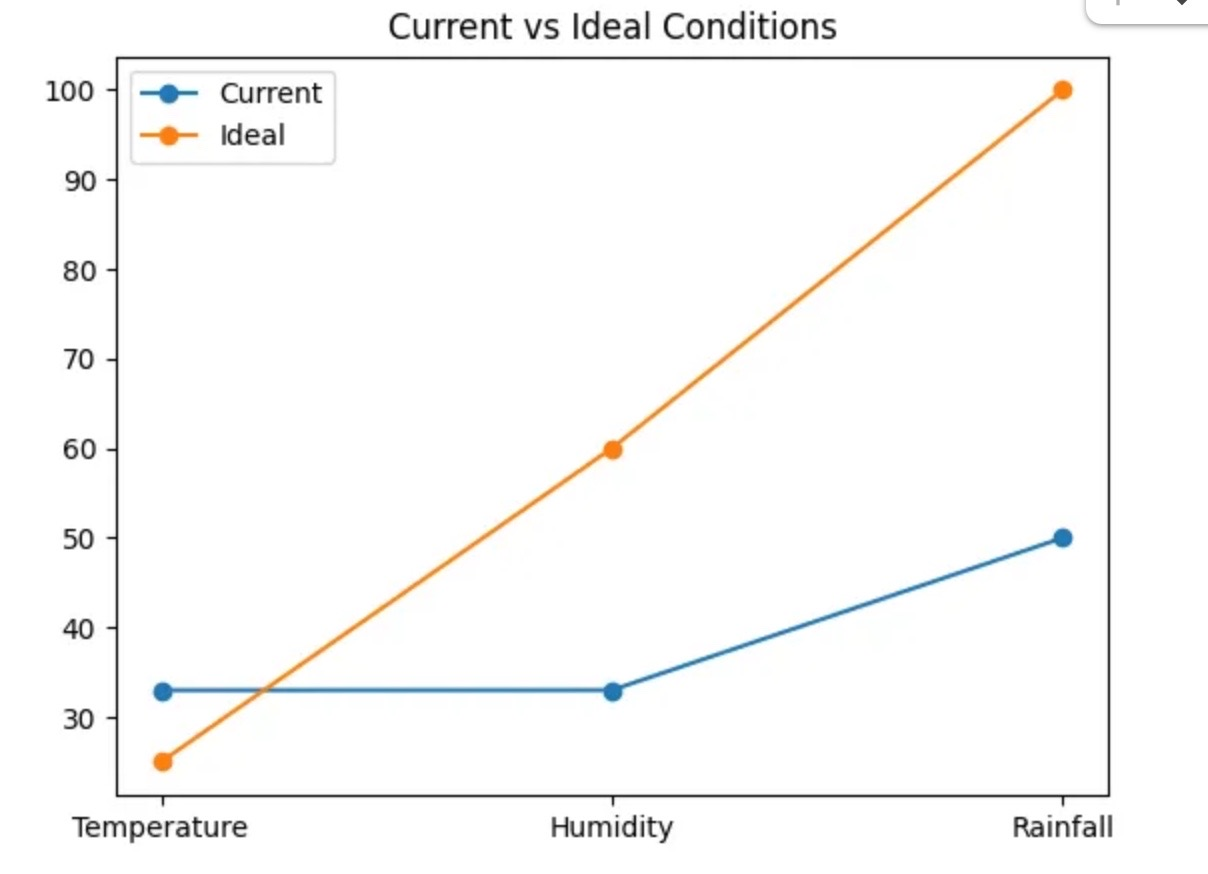 Current vs Ideal Conditions
Current
Ideal
100
90
80
70
60
50
40
30
Temperature Humidity Rainfall